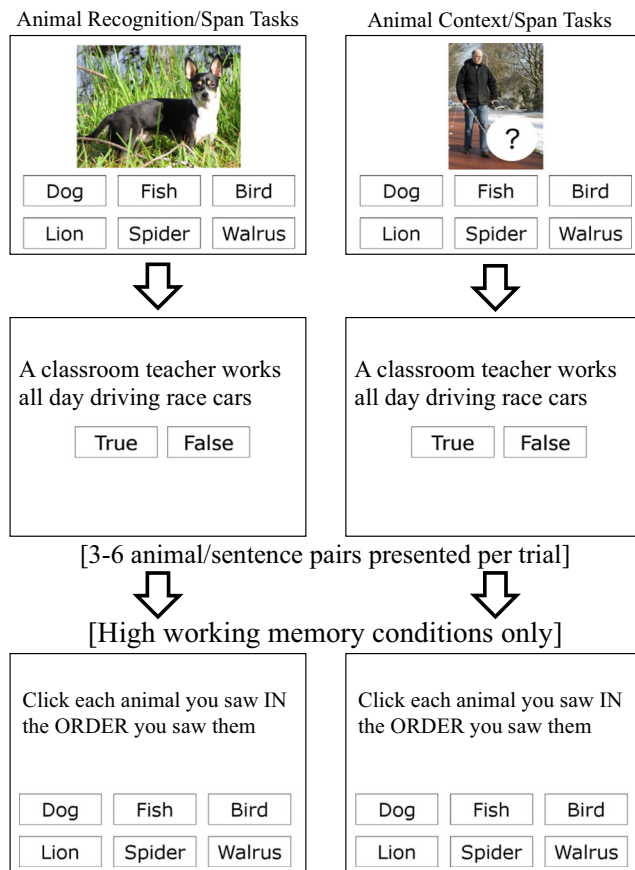 Animal Recognition/Span Tasks
Dog Fish Bird
Lion Spider Walrus
A classroom teacher works
all day driving race cars
True False
Animal Context/Span Tasks
?
Dog Fish Bird
Lion Spider Walrus
A classroom teacher works
all day driving race cars
True False
[3-6 animal/sentence pairs presented per trial]
[High working memory conditions only]
Click each animal you saw IN
the ORDER you saw them
Dog Fish Bird
Lion Spider Walrus
Click each animal you saw IN
the ORDER you saw them
Dog Fish Bird
Lion Spider Walrus